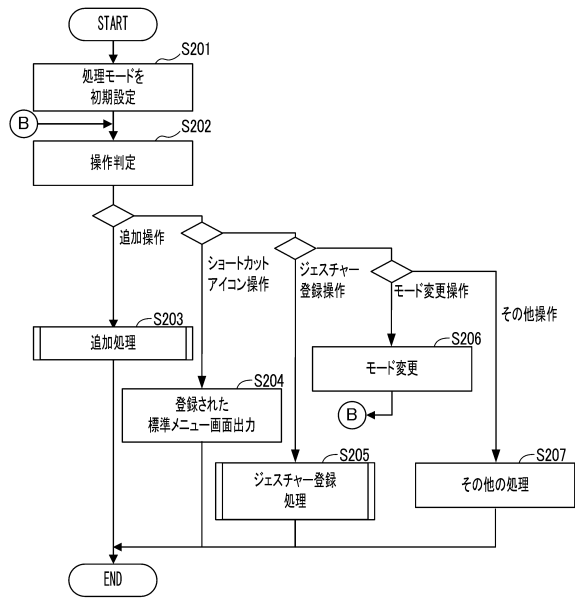 START
S201
処理モードを
初期設定
B
S202
操作判定
追加操作
ショートカット
アイコン操作
ジェスチャー
登録操作
モード変更操作
その他操作
S203
追加処理
S206
モード変更
S204
登録された
標準メニュー画面出力
B
S205
ジェスチャー登録
処理
S207
その他の処理
END